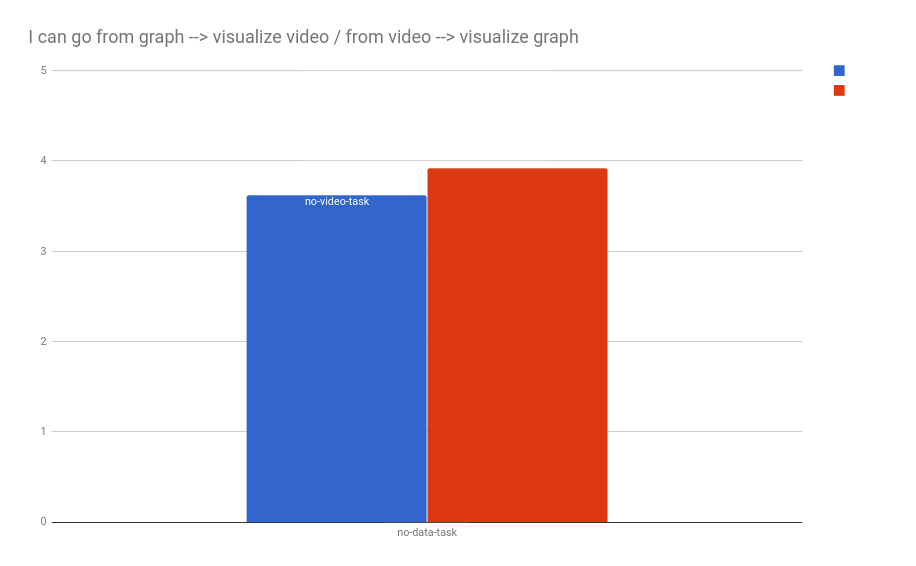 I can go from graph --> visualize video / from video --> visualize graph
5
4
3
2
1
0
no-video-task
no-data-task